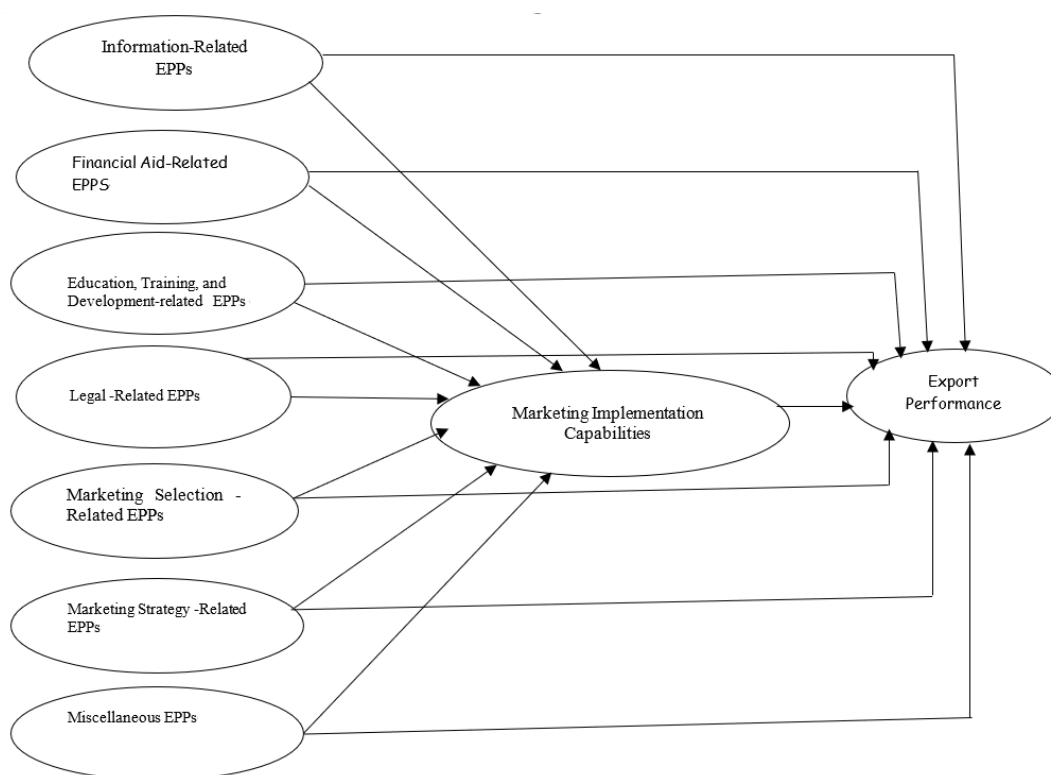 Information-Related
EPPs
Financial Aid-Related
EPPS
Education, Training, and
Development-related EPPs
Legal -Related EPPs
Marketing Implementation
Capabilities
Export
Performance
Marketing Selection -
Related EPPs
Marketing Strategy -Related
EPPs
Miscellaneous EPPs